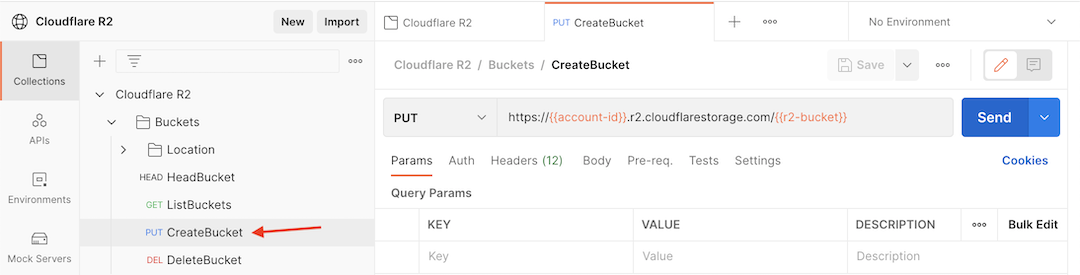 Cloudflare R2 New Import
Collections
APIs
Environments
Mock Servers
Cloudflare R2
Buckets
Location
HEAD HeadBucket
GET ListBuckets
PUT CreateBucket
DEL DeleteBucket
Cloudflare R2 PUT CreateBucket No Environment
Cloudflare R2 / Buckets / CreateBucket Save
PUT https://{{account-id}}.r2.cloudflarestorage.com/{{r2-bucket}} Send
Params Auth Headers (12) Body Pre-req. Tests Settings Cookies
Query Params
KEY VALUE DESCRIPTION Bulk Edit
Key Value Description